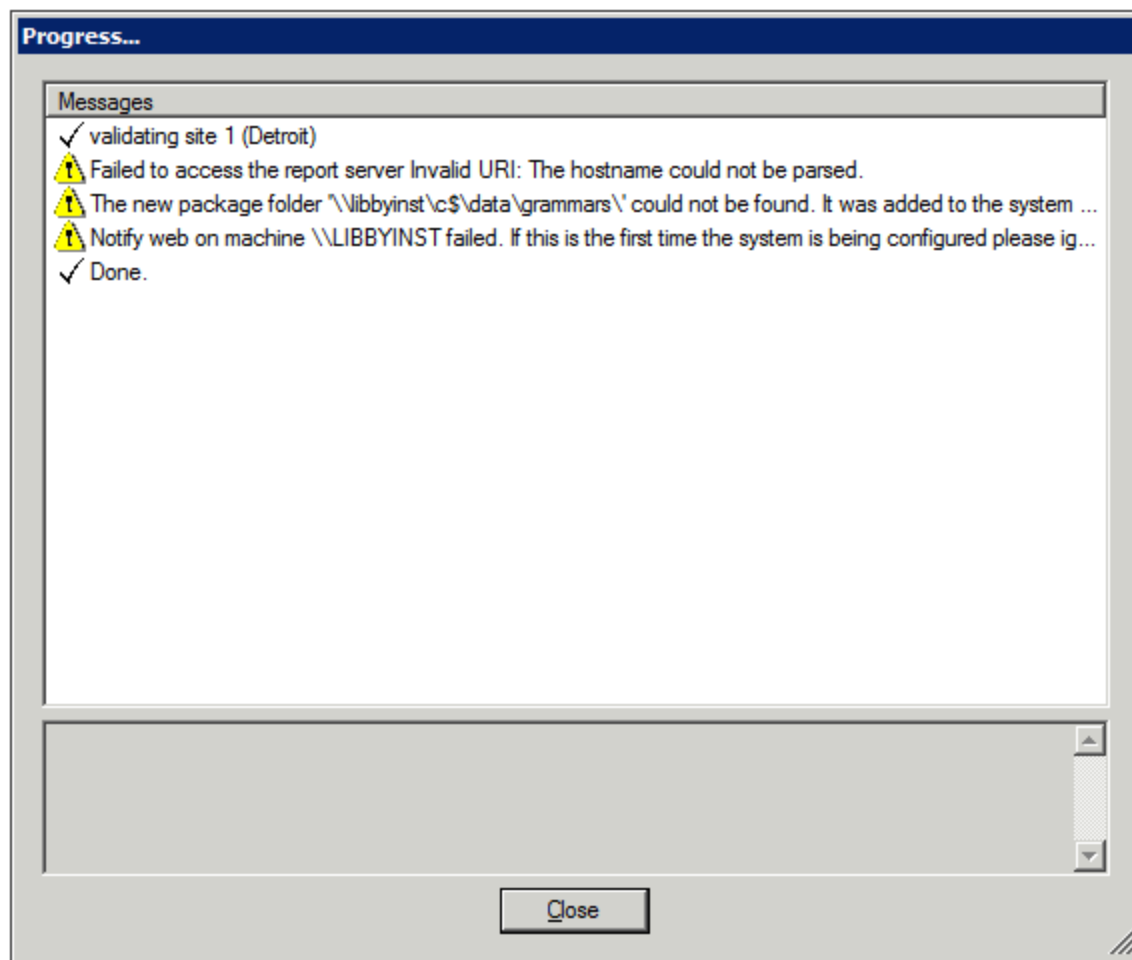 Progress...
Messages
validating site 1 (Detroit)
Failed to access the report server Invalid URI: The hostname could not be parsed.
The new package folder '\\libbyinst\c$\data\grammars\' could not be found. It was added to the system ...
Notify web on machine \\LIBBYINST failed. If this is the first time the system is being configured please ig...
Done.
Close